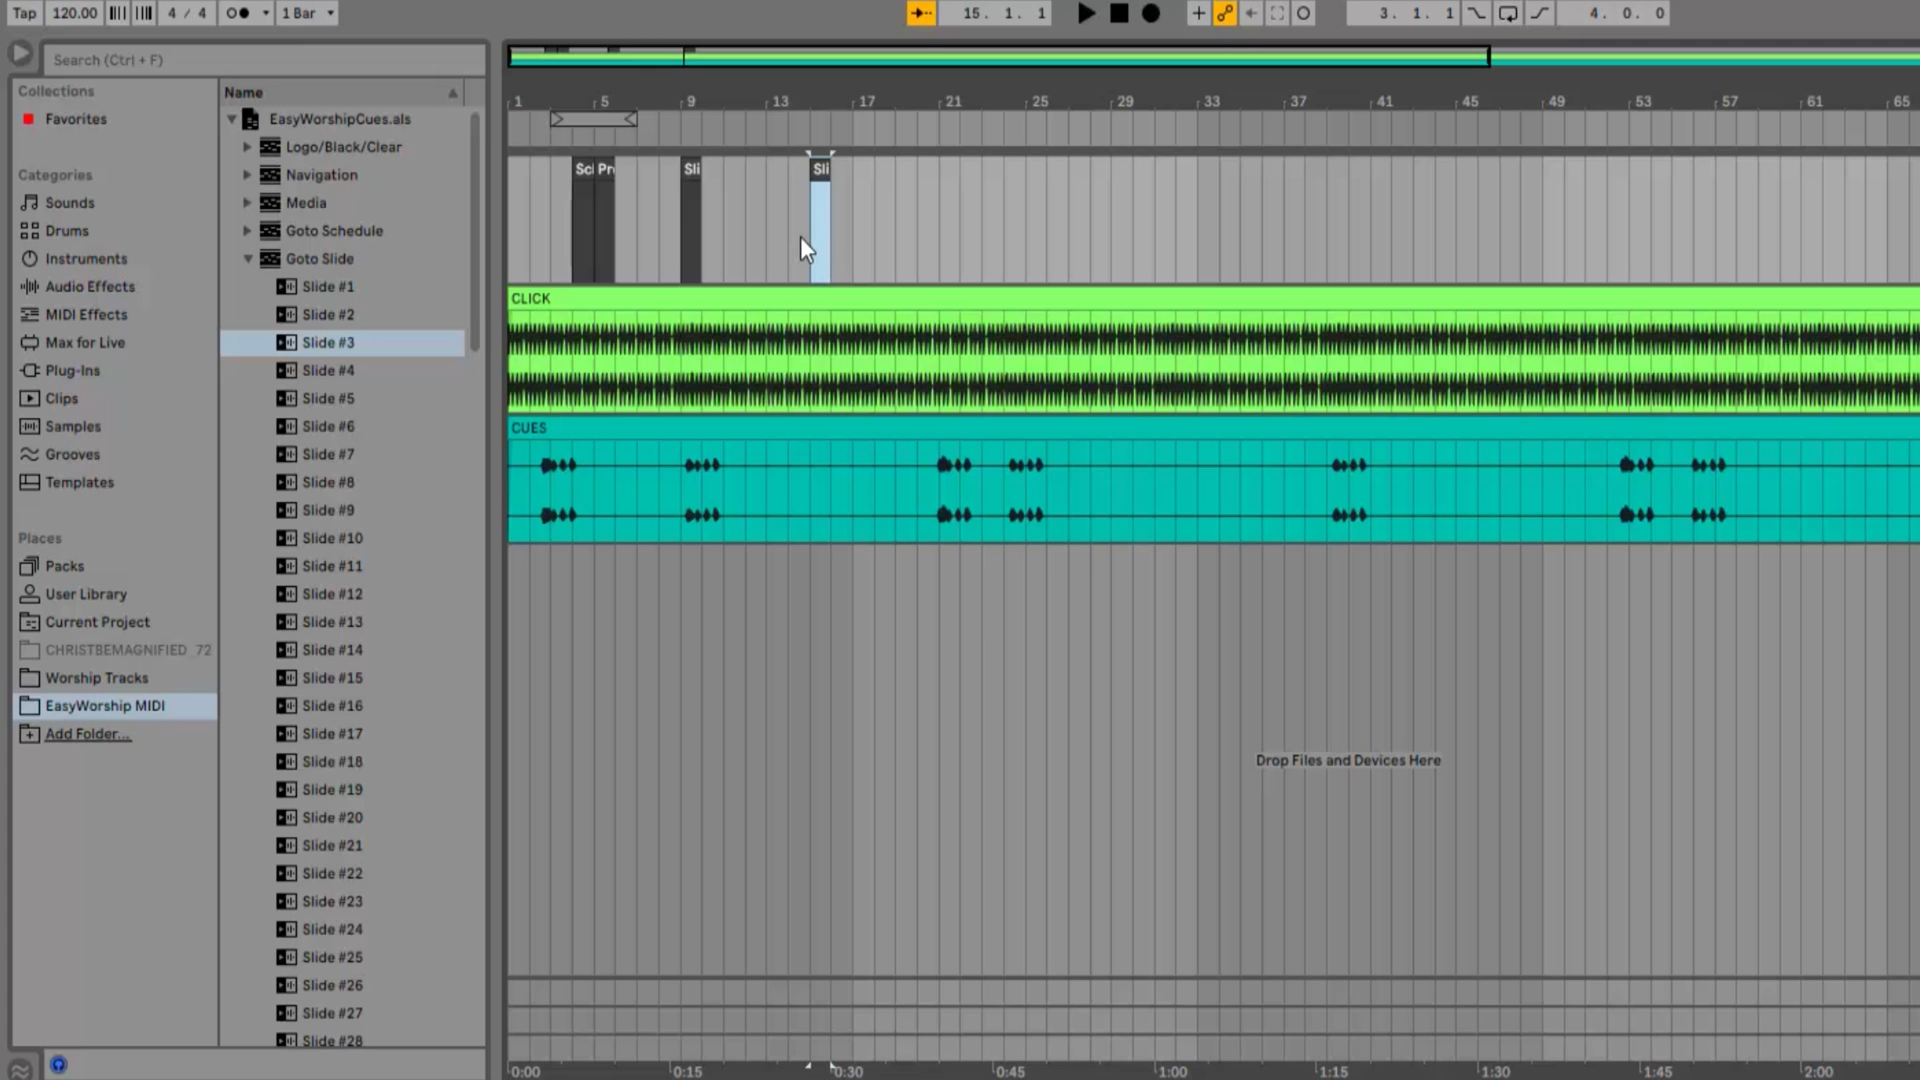 Tap 120.00 4 / 4 1 Bar 15. 1. 1 3. 1. 1 4. 0. 0
Search (Ctrl + F)
Collections
Favorites
Categories
Sounds
Drums
Instruments
Audio Effects
MIDI Effects
Max for Live
Plug-Ins
Clips
Samples
Grooves
Templates
Places
Packs
User Library
Current Project
CHRISTBEMAGNIFIED_72
Worship Tracks
EasyWorship MIDI
Add Folder...
Name
EasyWorshipCues.als
Logo/Black/Clear
Navigation
Media
Goto Schedule
Goto Slide
Slide #1
Slide #2
Slide #3
Slide #4
Slide #5
Slide #6
Slide #7
Slide #8
Slide #9
Slide #10
Slide #11
Slide #12
Slide #13
Slide #14
Slide #15
Slide #16
Slide #17
Slide #18
Slide #19
Slide #20
Slide #21
Slide #22
Slide #23
Slide #24
Slide #25
Slide #26
Slide #27
Slide #28
1 5 9 13 17 21 25 29 33 37 41 45 49 53 57 61 65
Sch Pre Sli Sli
CLICK
CUES
Drop Files and Devices Here
0:00 0:15 0:30 0:45 1:00 1:15 1:30 1:45 2:00